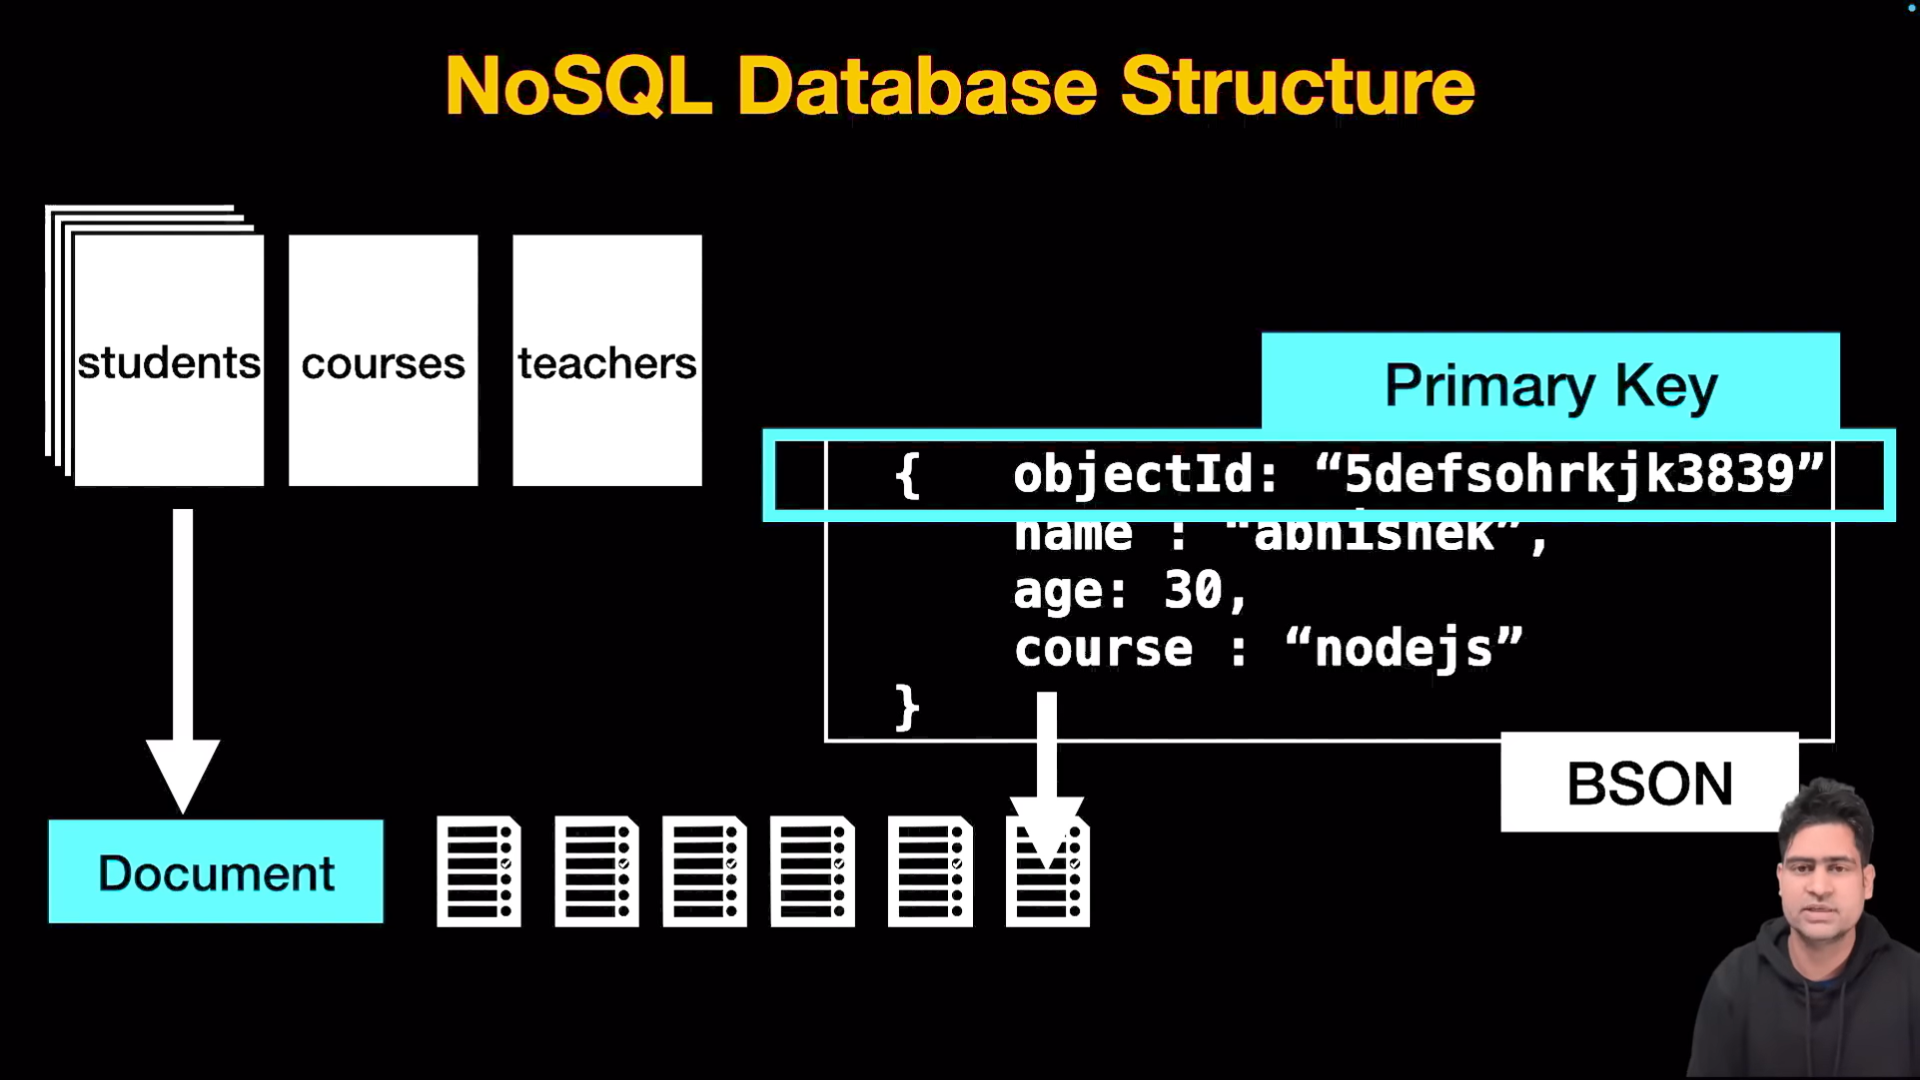 NoSQL Database Structure
students
courses
teachers
Primary Key
{ objectId: “5defsohrkjk3839”
name : “abhishek”,
age: 30,
course : “nodejs”
}
BSON
Document